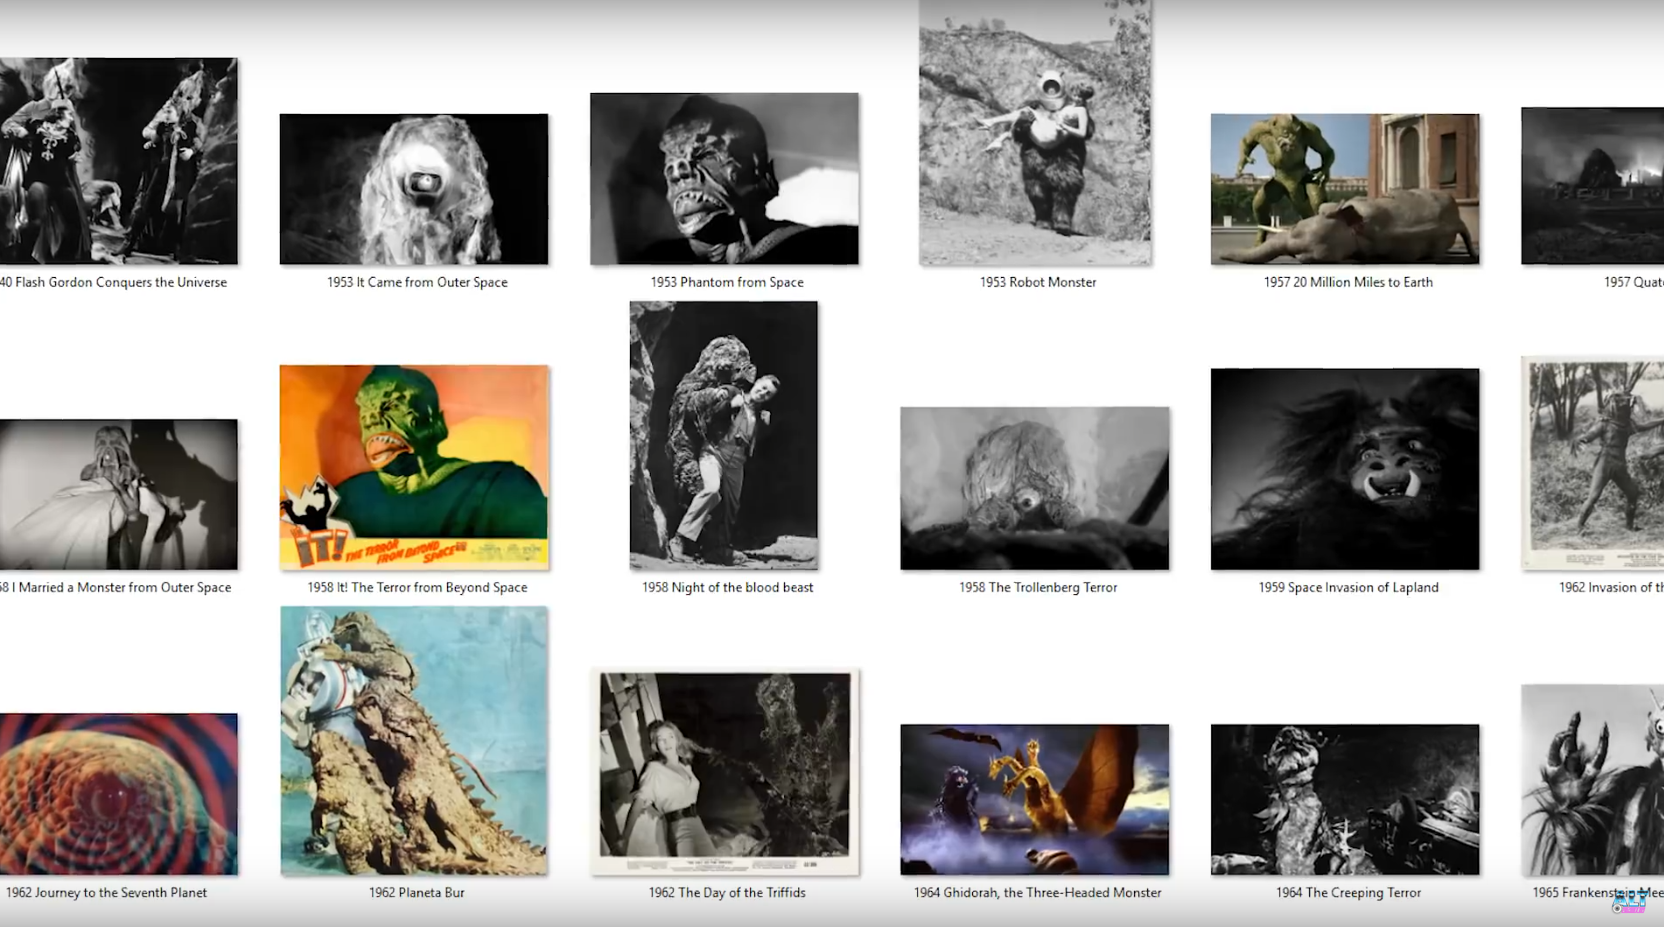 40 Flash Gordon Conquers the Universe
1953 It Came from Outer Space
1953 Phantom from Space
1953 Robot Monster
1957 20 Million Miles to Earth
1957 Quat
58 I Married a Monster from Outer Space
IT! THE TERROR
FROM BEYOND
SPACE
1958 It! The Terror from Beyond Space
1958 Night of the blood beast
1958 The Trollenberg Terror
1959 Space Invasion of Lapland
1962 Invasion of th
1962 Journey to the Seventh Planet
1962 Planeta Bur
1962 The Day of the Triffids
1964 Ghidorah, the Three-Headed Monster
1964 The Creeping Terror
1965 Frankenstein Mee
ALT